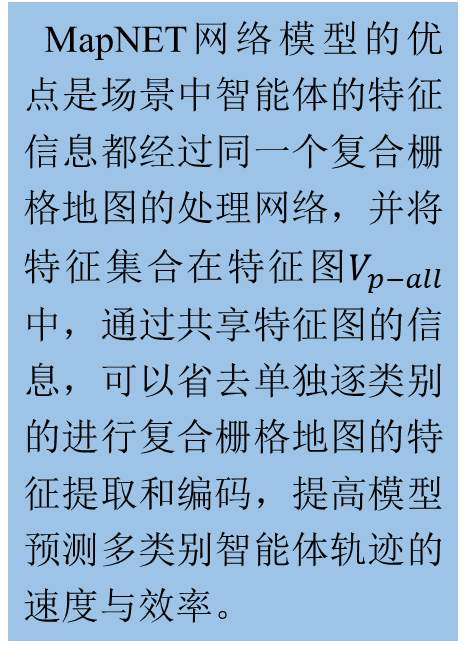 MapNET网络模型的优
点是场景中智能体的特征
信息都经过同一个复合栅
格地图的处理网络，并将
特征集合在特征图V_{p-all}
中，通过共享特征图的信
息，可以省去单独逐类别
的进行复合栅格地图的特
征提取和编码，提高模型
预测多类别智能体轨迹的
速度与效率。